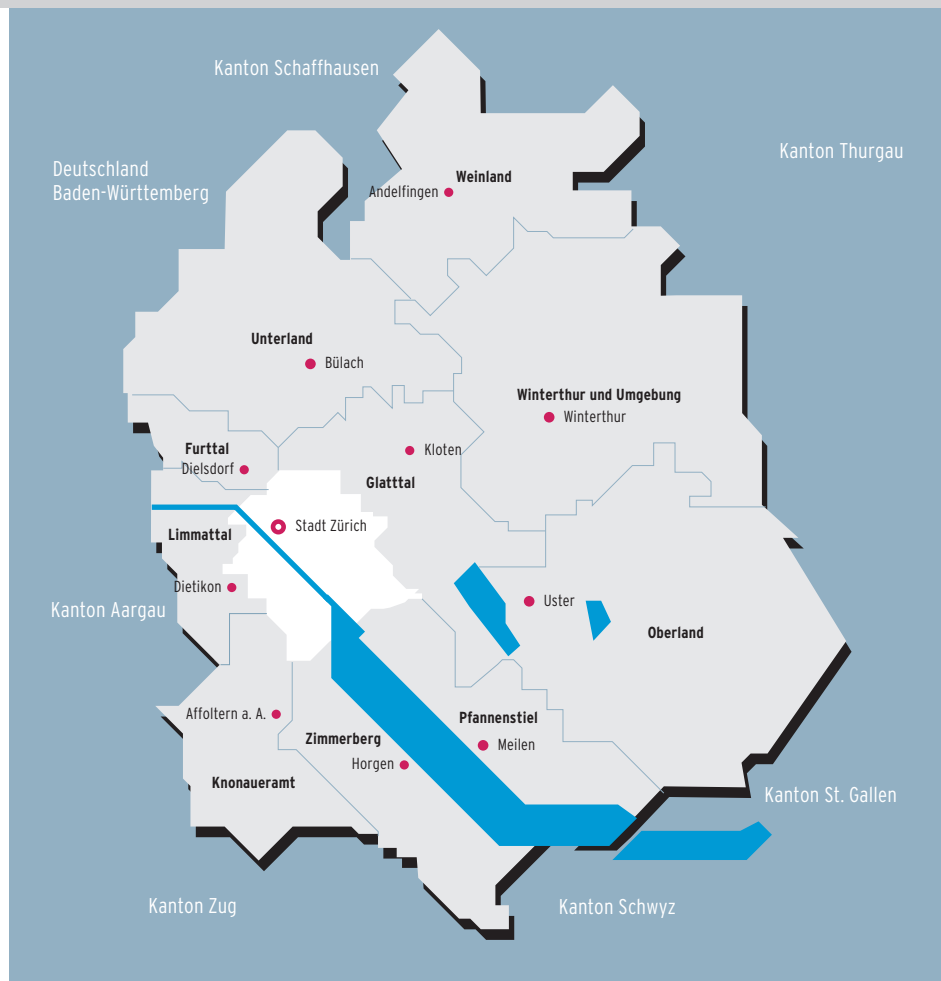 Kanton Schaffhausen
Kanton Thurgau
Deutschland
Baden-Württemberg
Weinland
Andelfingen
Unterland
Bülach
Winterthur und Umgebung
Winterthur
Furttal
Dielsdorf
Kloten
Glatttal
Stadt Zürich
Limmattal
Dietikon
Kanton Aargau
Uster
Oberland
Affoltern a. A.
Pfannenstiel
Zimmerberg
Meilen
Horgen
Knonaueramt
Kanton St. Gallen
Kanton Zug
Kanton Schwyz